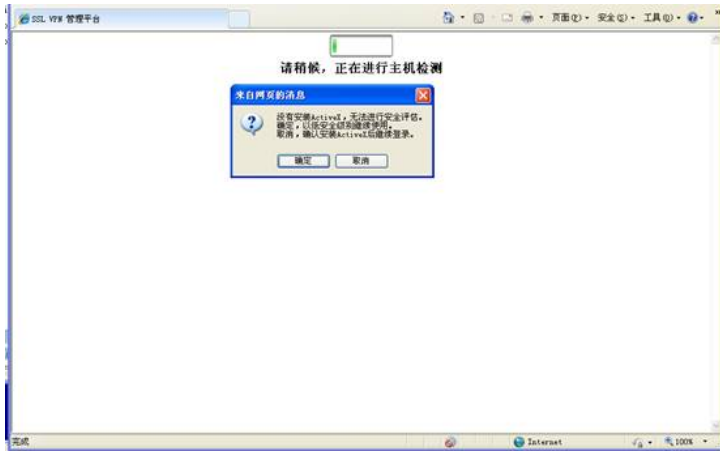 SSL VPN 管理平台
页面(P)
安全(S)
工具(O)
请稍候，正在进行主机检测
来自网页的消息
没有安装ActiveX，无法进行安全评估。
确定，以低安全级别继续使用。
取消，确认安装ActiveX后继续登录。
确定
取消
完成
Internet
100%